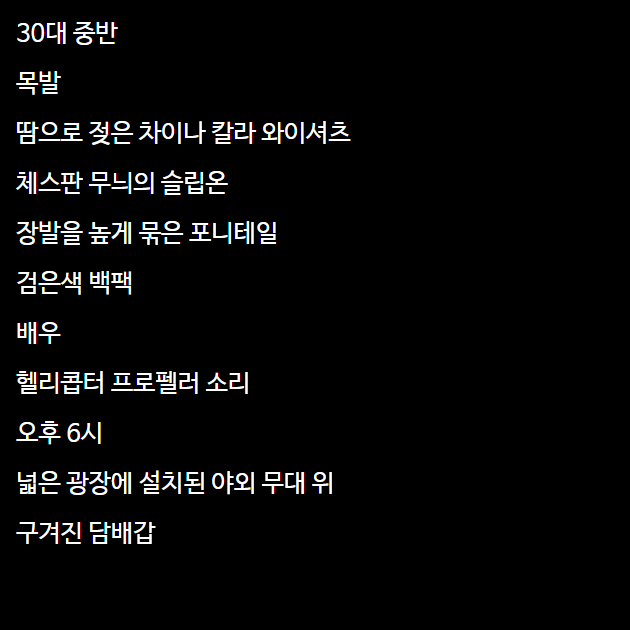 30대 중반
목발
땀으로 젖은 차이나 칼라 와이셔츠
체스판 무늬의 슬립온
장발을 높게 묶은 포니테일
검은색 백팩
배우
헬리콥터 프로펠러 소리
오후 6시
넓은 광장에 설치된 야외 무대 위
구겨진 담배갑